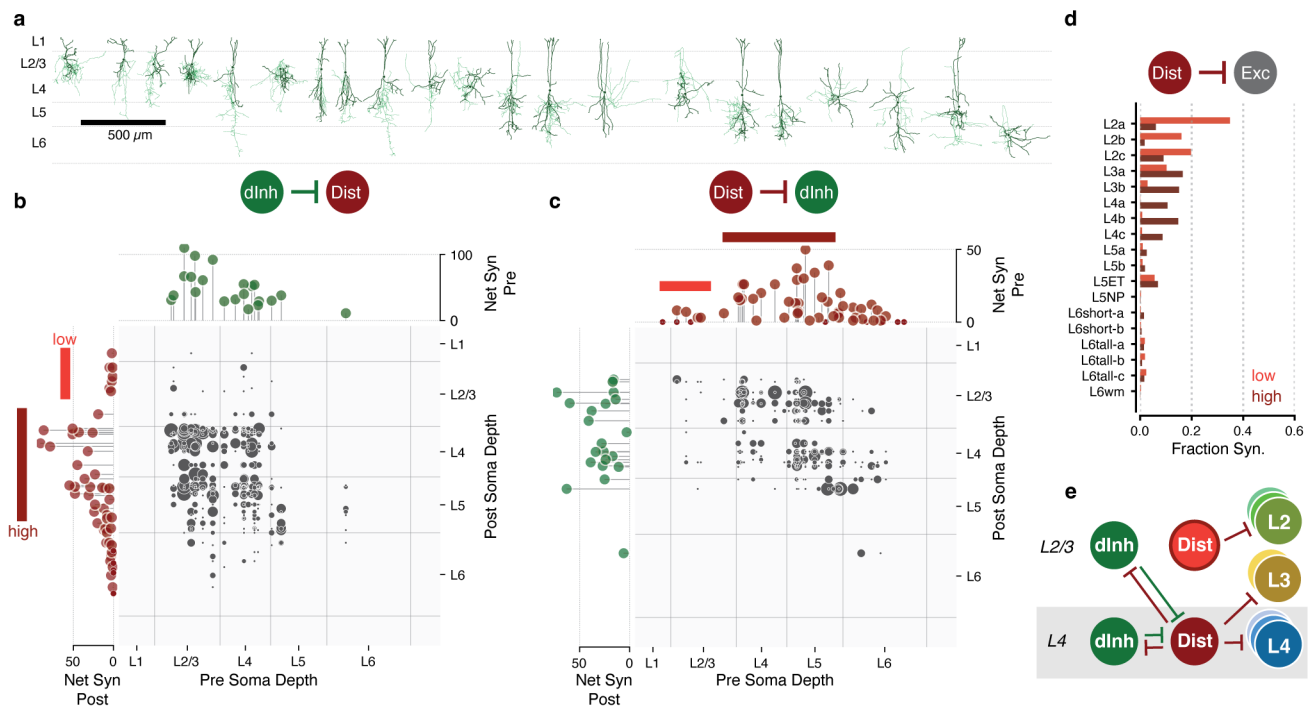 a
L1
L2/3
L4
L5
L6
500 µm
dInh
Dist
b
100
0
Net Syn
Pre
low
high
L1
L2/3
L4
L5
L6
Post Soma Depth
50
0
Net Syn
Post
L1
L2/3
L4
L5
L6
Pre Soma Depth
Dist
dInh
c
50
0
Net Syn
Pre
L1
L2/3
L4
L5
L6
Post Soma Depth
50
0
Net Syn
Post
L1
L2/3
L4
L5
L6
Pre Soma Depth
d
Dist
Exc
L2a
L2b
L2c
L3a
L3b
L4a
L4b
L4c
L5a
L5b
L5ET
L5NP
L6short-a
L6short-b
L6tall-a
L6tall-b
L6tall-c
L6wm
low
high
0.0
0.2
0.4
0.6
Fraction Syn.
e
L2/3
dInh
Dist
L2
L3
L4
dInh
Dist
L4